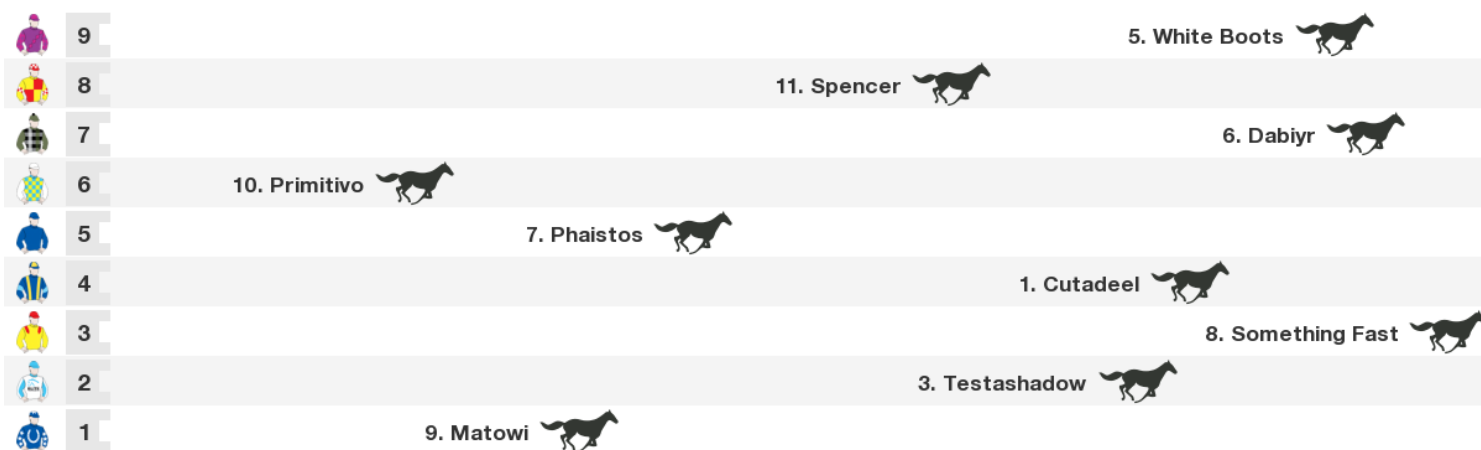 9 5. White Boots
8 11. Spencer
7 6. Dabiyr
6 10. Primitivo
5 7. Phaistos
4 1. Cutadeel
3 8. Something Fast
2 3. Testashadow
1 9. Matowi